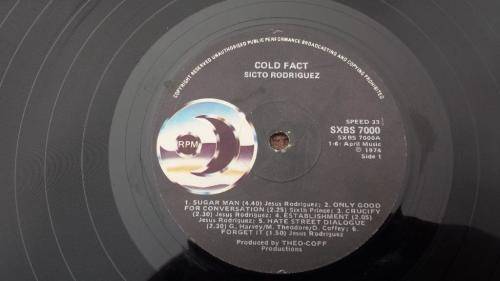 COPYRIGHT RESERVED UNAUTHORISED PUBLIC PERFORMANCE BROADCASTING AND COPYING PROHIBITED
COLD FACT
SICTO RODRIGUEZ
RPM
SPEED 33
SXBS 7000
SXBS 7000A
1-6: April Music
℗ 1974
Side 1
1. SUGAR MAN (4.40) Jesus Rodriguez; 2. ONLY GOOD
FOR CONVERSATION (2.25) Sixth Prince; 3. CRUCIFY
(2.30) Jesus Rodriguez; 4. ESTABLISHMENT (2.05)
Jesus Rodriguez; 5. HATE STREET DIALOGUE
(2.30) G. Harvey/M. Theodore/D. Coffey; 6.
FORGET IT (1.50) Jesus Rodriguez
Produced by THEO-COFF
Productions